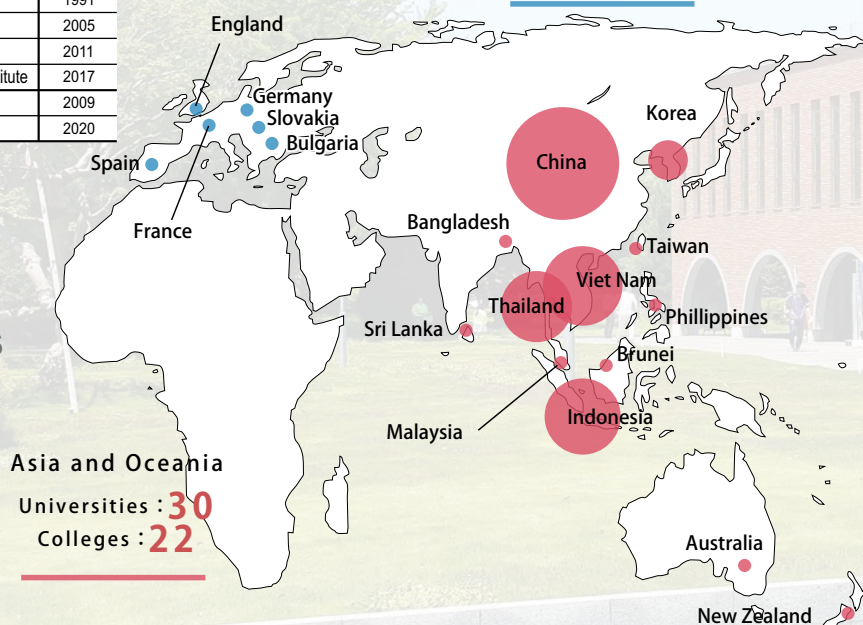 1991
2005
2011
itute 2017
2009
2020
England
Germany
Slovakia
Bulgaria
Spain
France
Korea
China
Bangladesh
Taiwan
Viet Nam
Thailand
Phillippines
Sri Lanka
Brunei
Malaysia
Indonesia
Asia and Oceania
Universities : 30
Colleges : 22
Australia
New Zealand